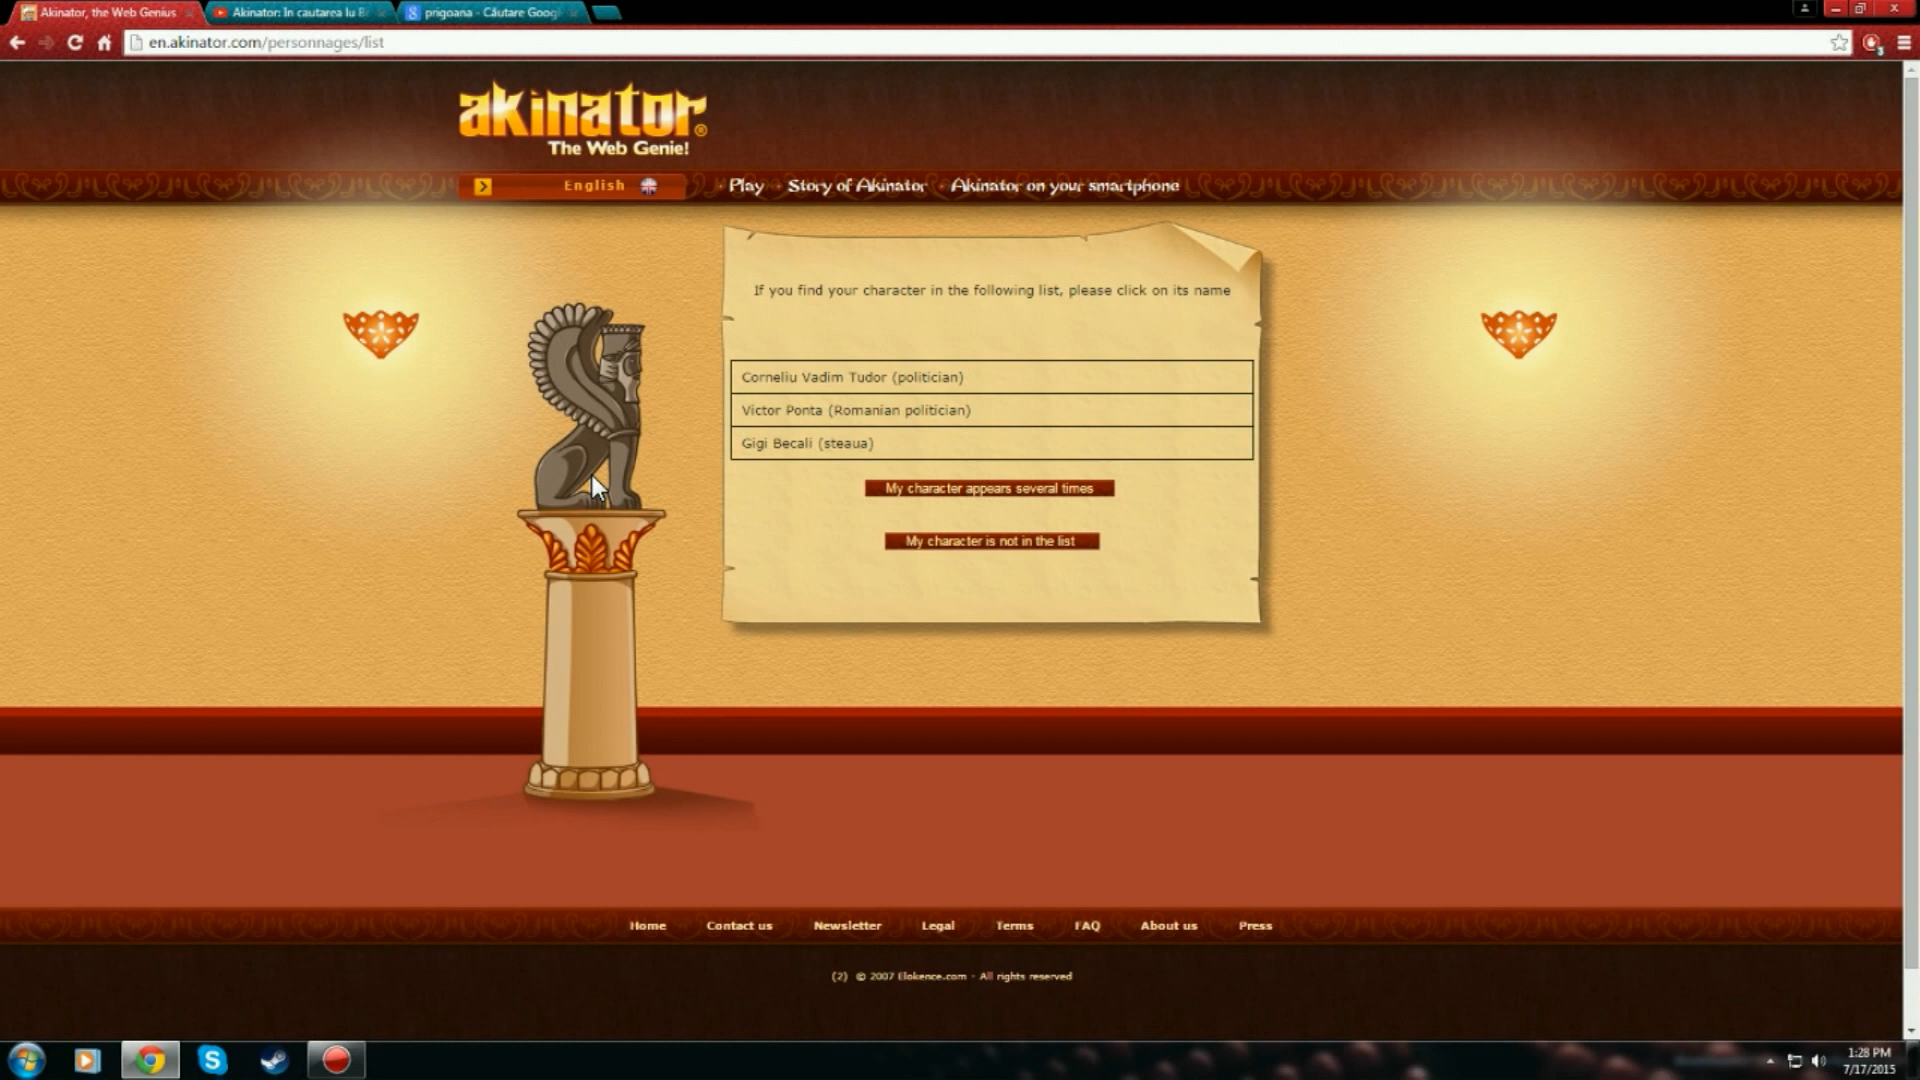 Akinator, the Web Genius
Akinator: In cautarea lu B
prigoana - Căutare Goog
en.akinator.com/personnages/list
3
akinator®
The Web Genie!
English
Play
Story of Akinator
Akinator on your smartphone
If you find your character in the following list, please click on its name
Corneliu Vadim Tudor (politician)
Victor Ponta (Romanian politician)
Gigi Becali (steaua)
My character appears several times
My character is not in the list
Home
Contact us
Newsletter
Legal
Terms
FAQ
About us
Press
(2) © 2007 Elokence.com - All rights reserved
1:28 PM
7/17/2015